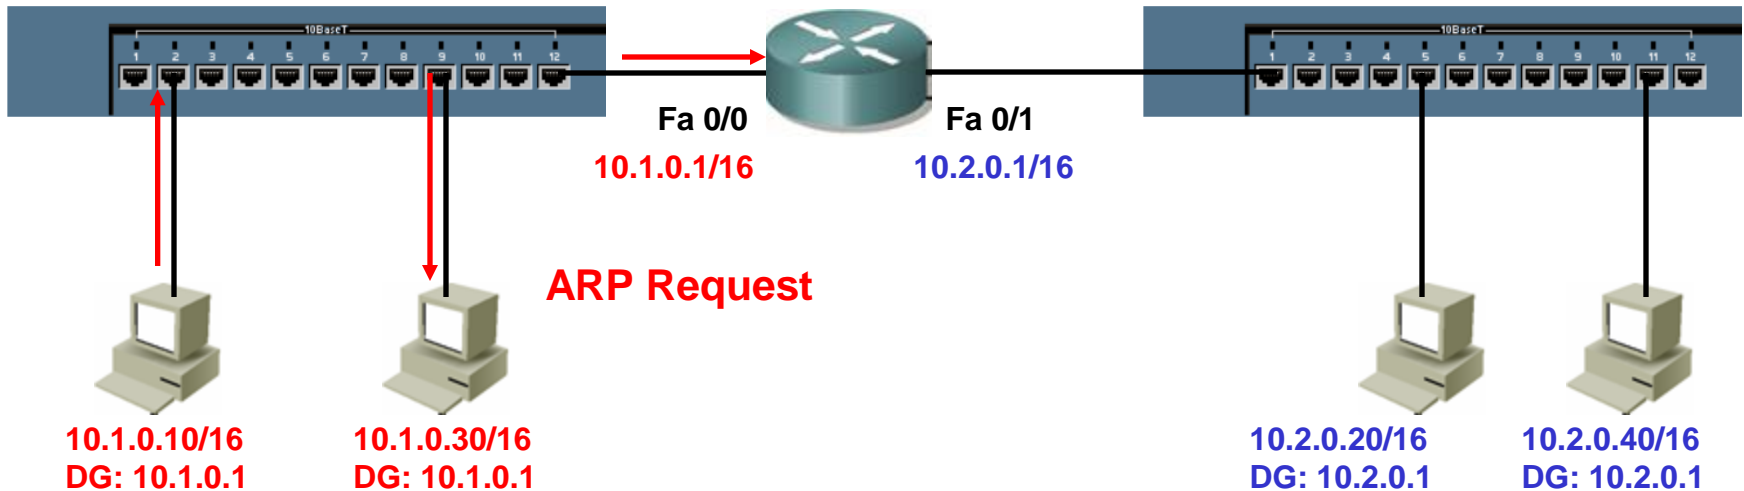 10BaseT
1 2 3 4 5 6 7 8 9 10 11 12
10BaseT
1 2 3 4 5 6 7 8 9 10 11 12
Fa 0/0
Fa 0/1
10.1.0.1/16
10.2.0.1/16
ARP Request
10.1.0.10/16
DG: 10.1.0.1
10.1.0.30/16
DG: 10.1.0.1
10.2.0.20/16
DG: 10.2.0.1
10.2.0.40/16
DG: 10.2.0.1